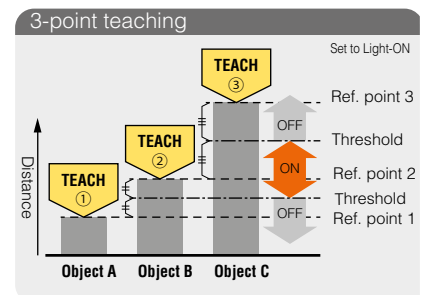 3-point teaching
Set to Light-ON
TEACH
③
Ref. point 3
OFF
TEACH
②
Threshold
ON
Ref. point 2
TEACH
①
Threshold
OFF
Ref. point 1
Distance
Object A
Object B
Object C